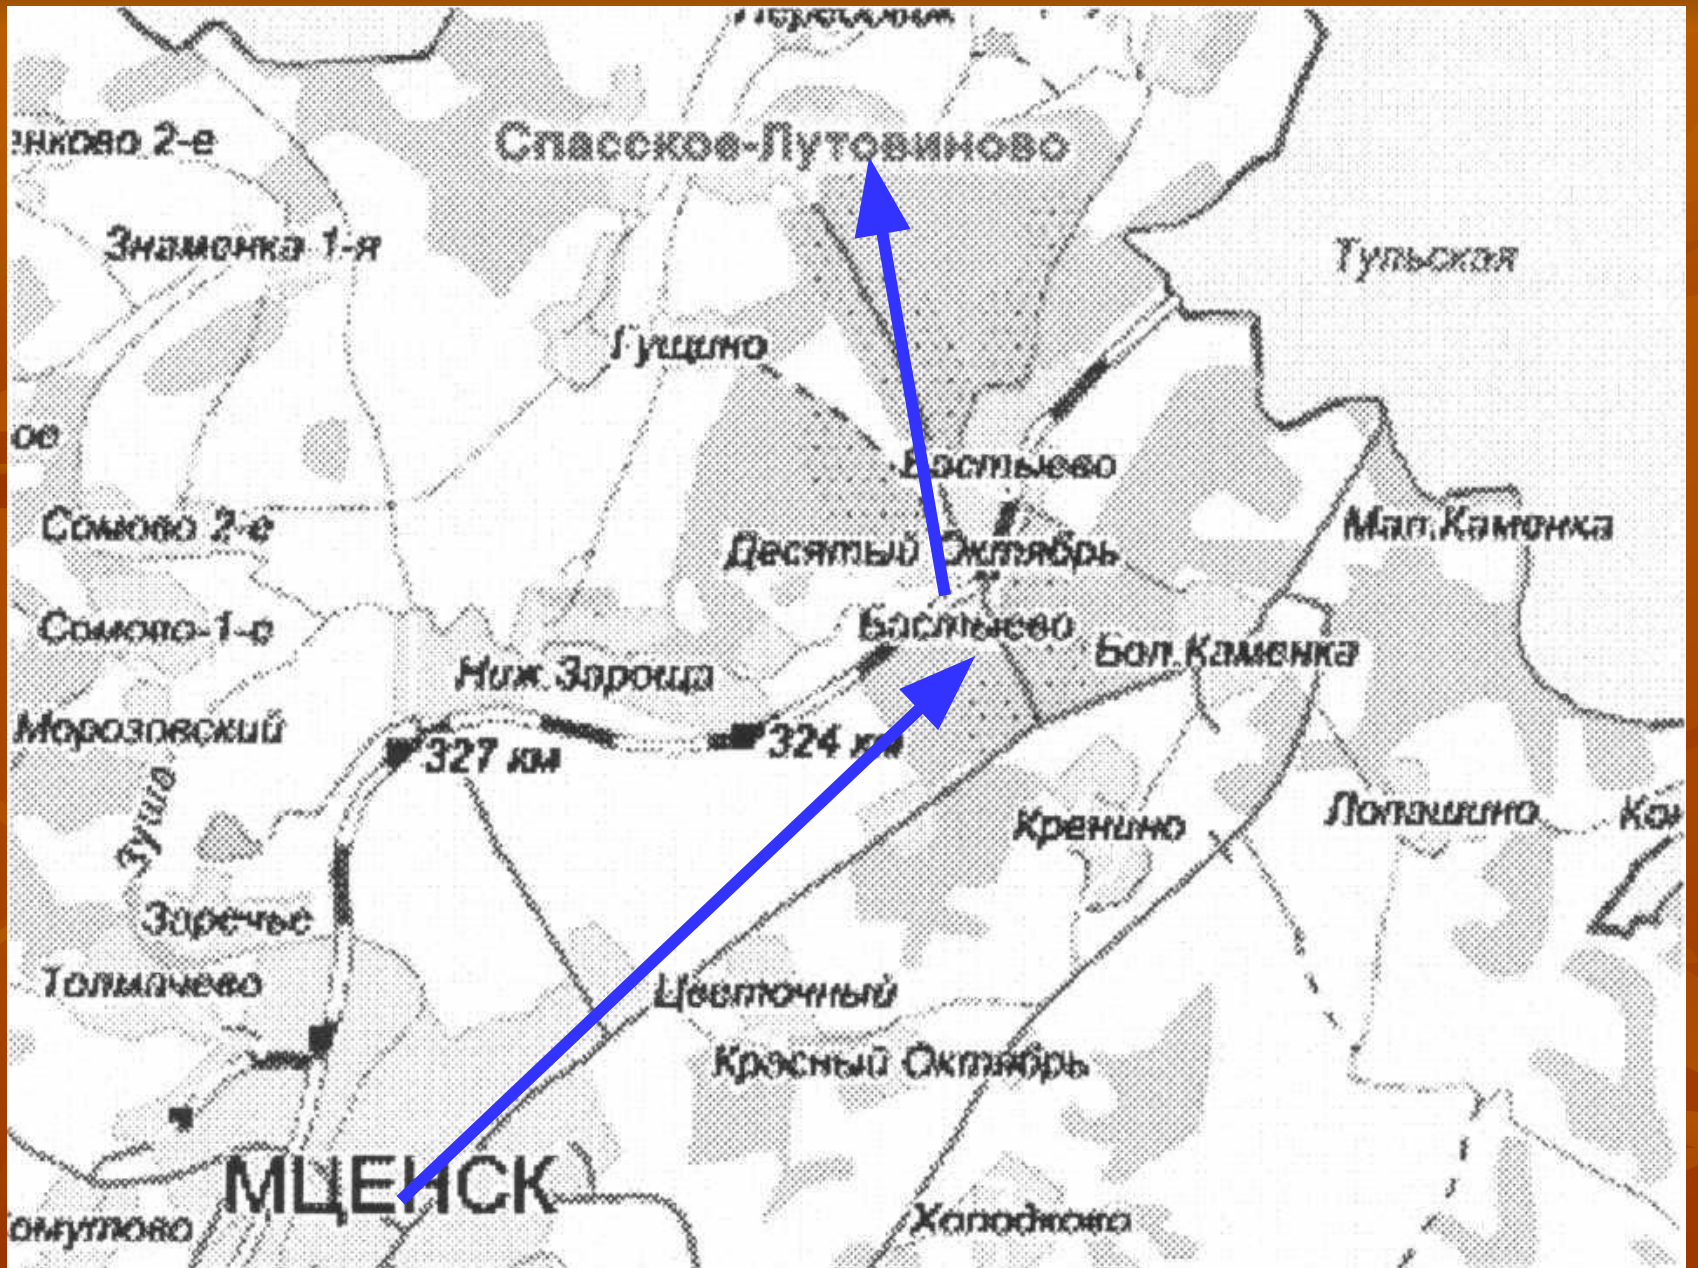 Спасское-Лутовиново
2-е
Знаменка 1-я
Тульская
Гущино
Бастыево
Сомово 2-е
Мал.Каменка
Десятый Октябрь
Сомово-1-е
Бастыево
Бол.Каменка
Ниж.Зароща
Морозовский
327 км
324 км
Зуша
Кренино
Лопашино
Заречье
Толмачево
Цветочный
Красный Октябрь
МЦЕНСК
Холодково